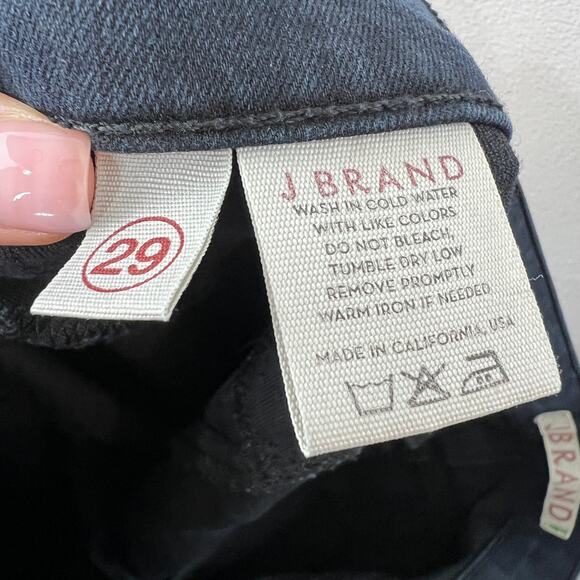 29
J BRAND
WASH IN COLD WATER
WITH LIKE COLORS
DO NOT BLEACH,
TUMBLE DRY LOW
REMOVE PROMPTLY
WARM IRON IF NEEDED
MADE IN CALIFORNIA, USA
JBRAND